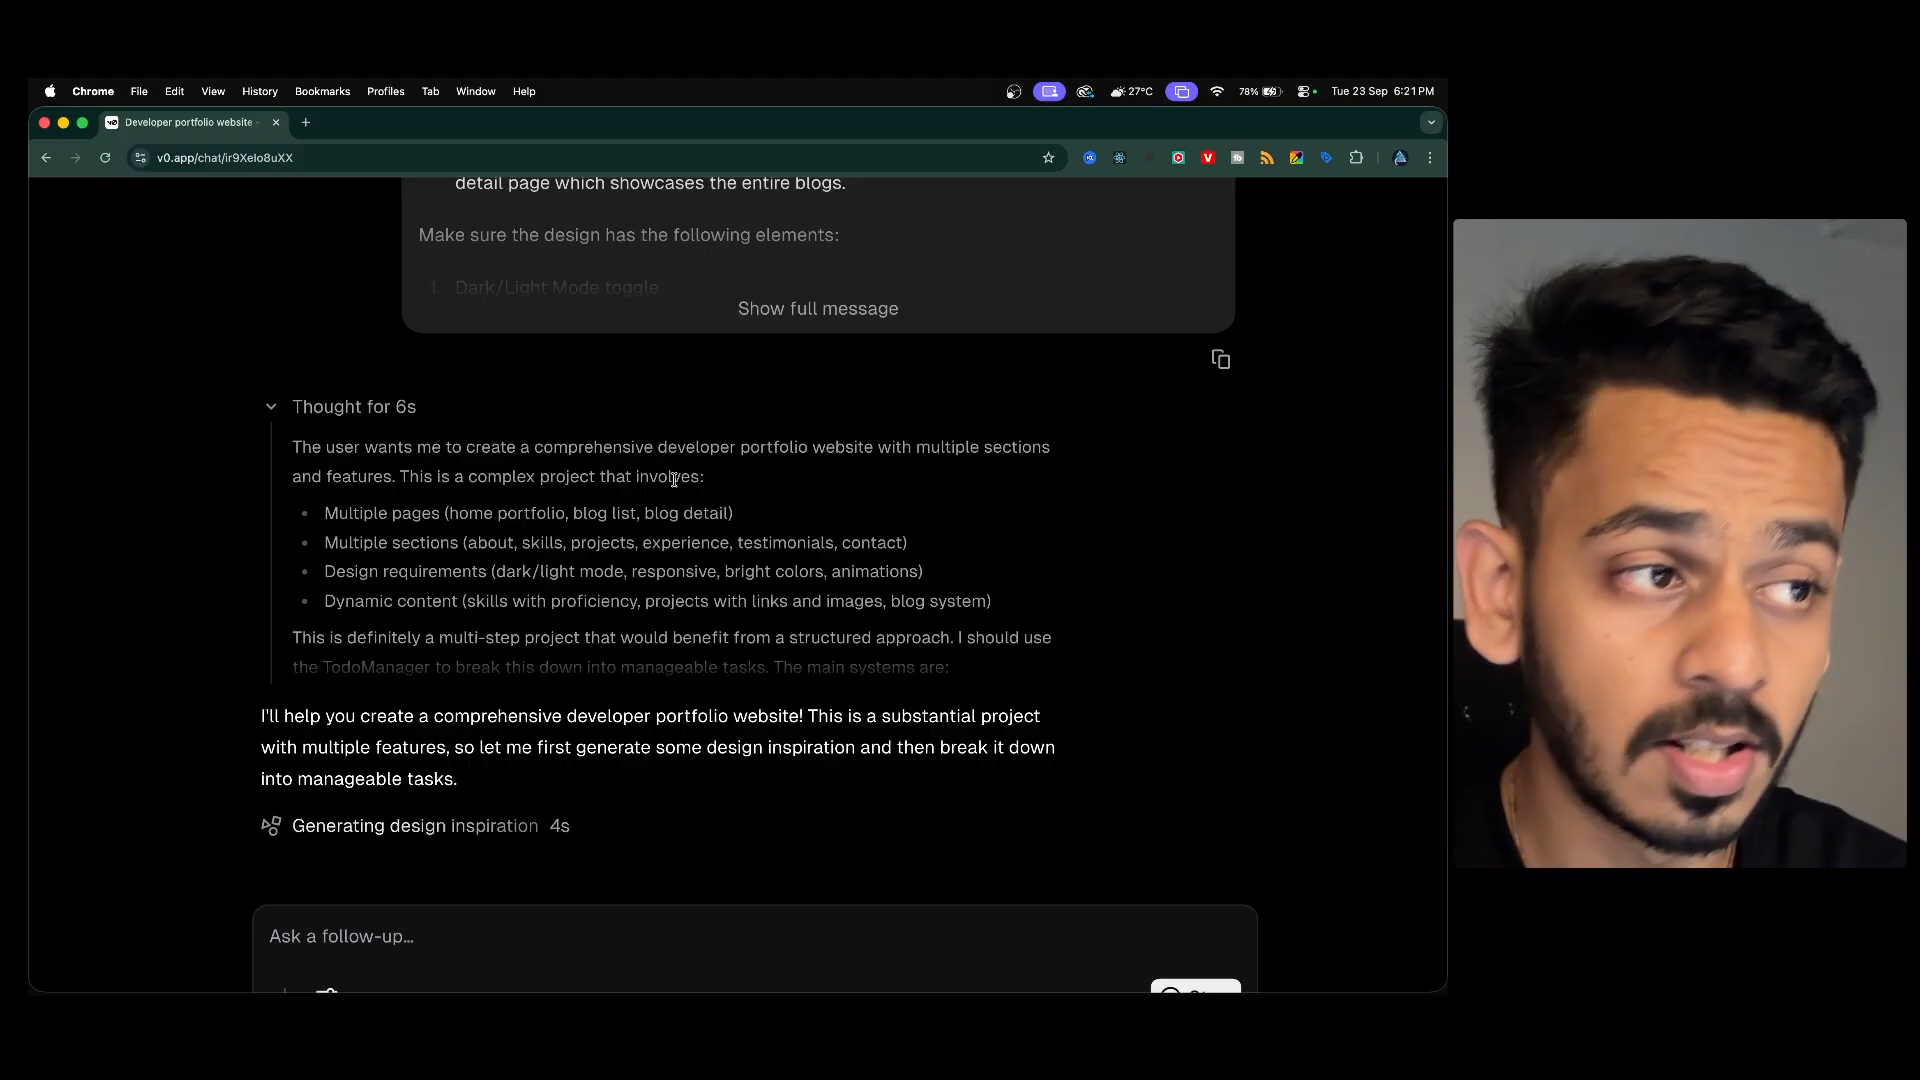 Chrome File Edit View History Bookmarks Profiles Tab Window Help 27°C 78% Tue 23 Sep 6:21 PM
Developer portfolio website -
v0.app/chat/ir9XeIo8uXX
detail page which showcases the entire blogs.
Make sure the design has the following elements:
1. Dark/Light Mode toggle
Show full message
Thought for 6s
The user wants me to create a comprehensive developer portfolio website with multiple sections
and features. This is a complex project that involves:
• Multiple pages (home portfolio, blog list, blog detail)
• Multiple sections (about, skills, projects, experience, testimonials, contact)
• Design requirements (dark/light mode, responsive, bright colors, animations)
• Dynamic content (skills with proficiency, projects with links and images, blog system)
This is definitely a multi-step project that would benefit from a structured approach. I should use
the TodoManager to break this down into manageable tasks. The main systems are:
I'll help you create a comprehensive developer portfolio website! This is a substantial project
with multiple features, so let me first generate some design inspiration and then break it down
into manageable tasks.
Generating design inspiration 4s
Ask a follow-up...